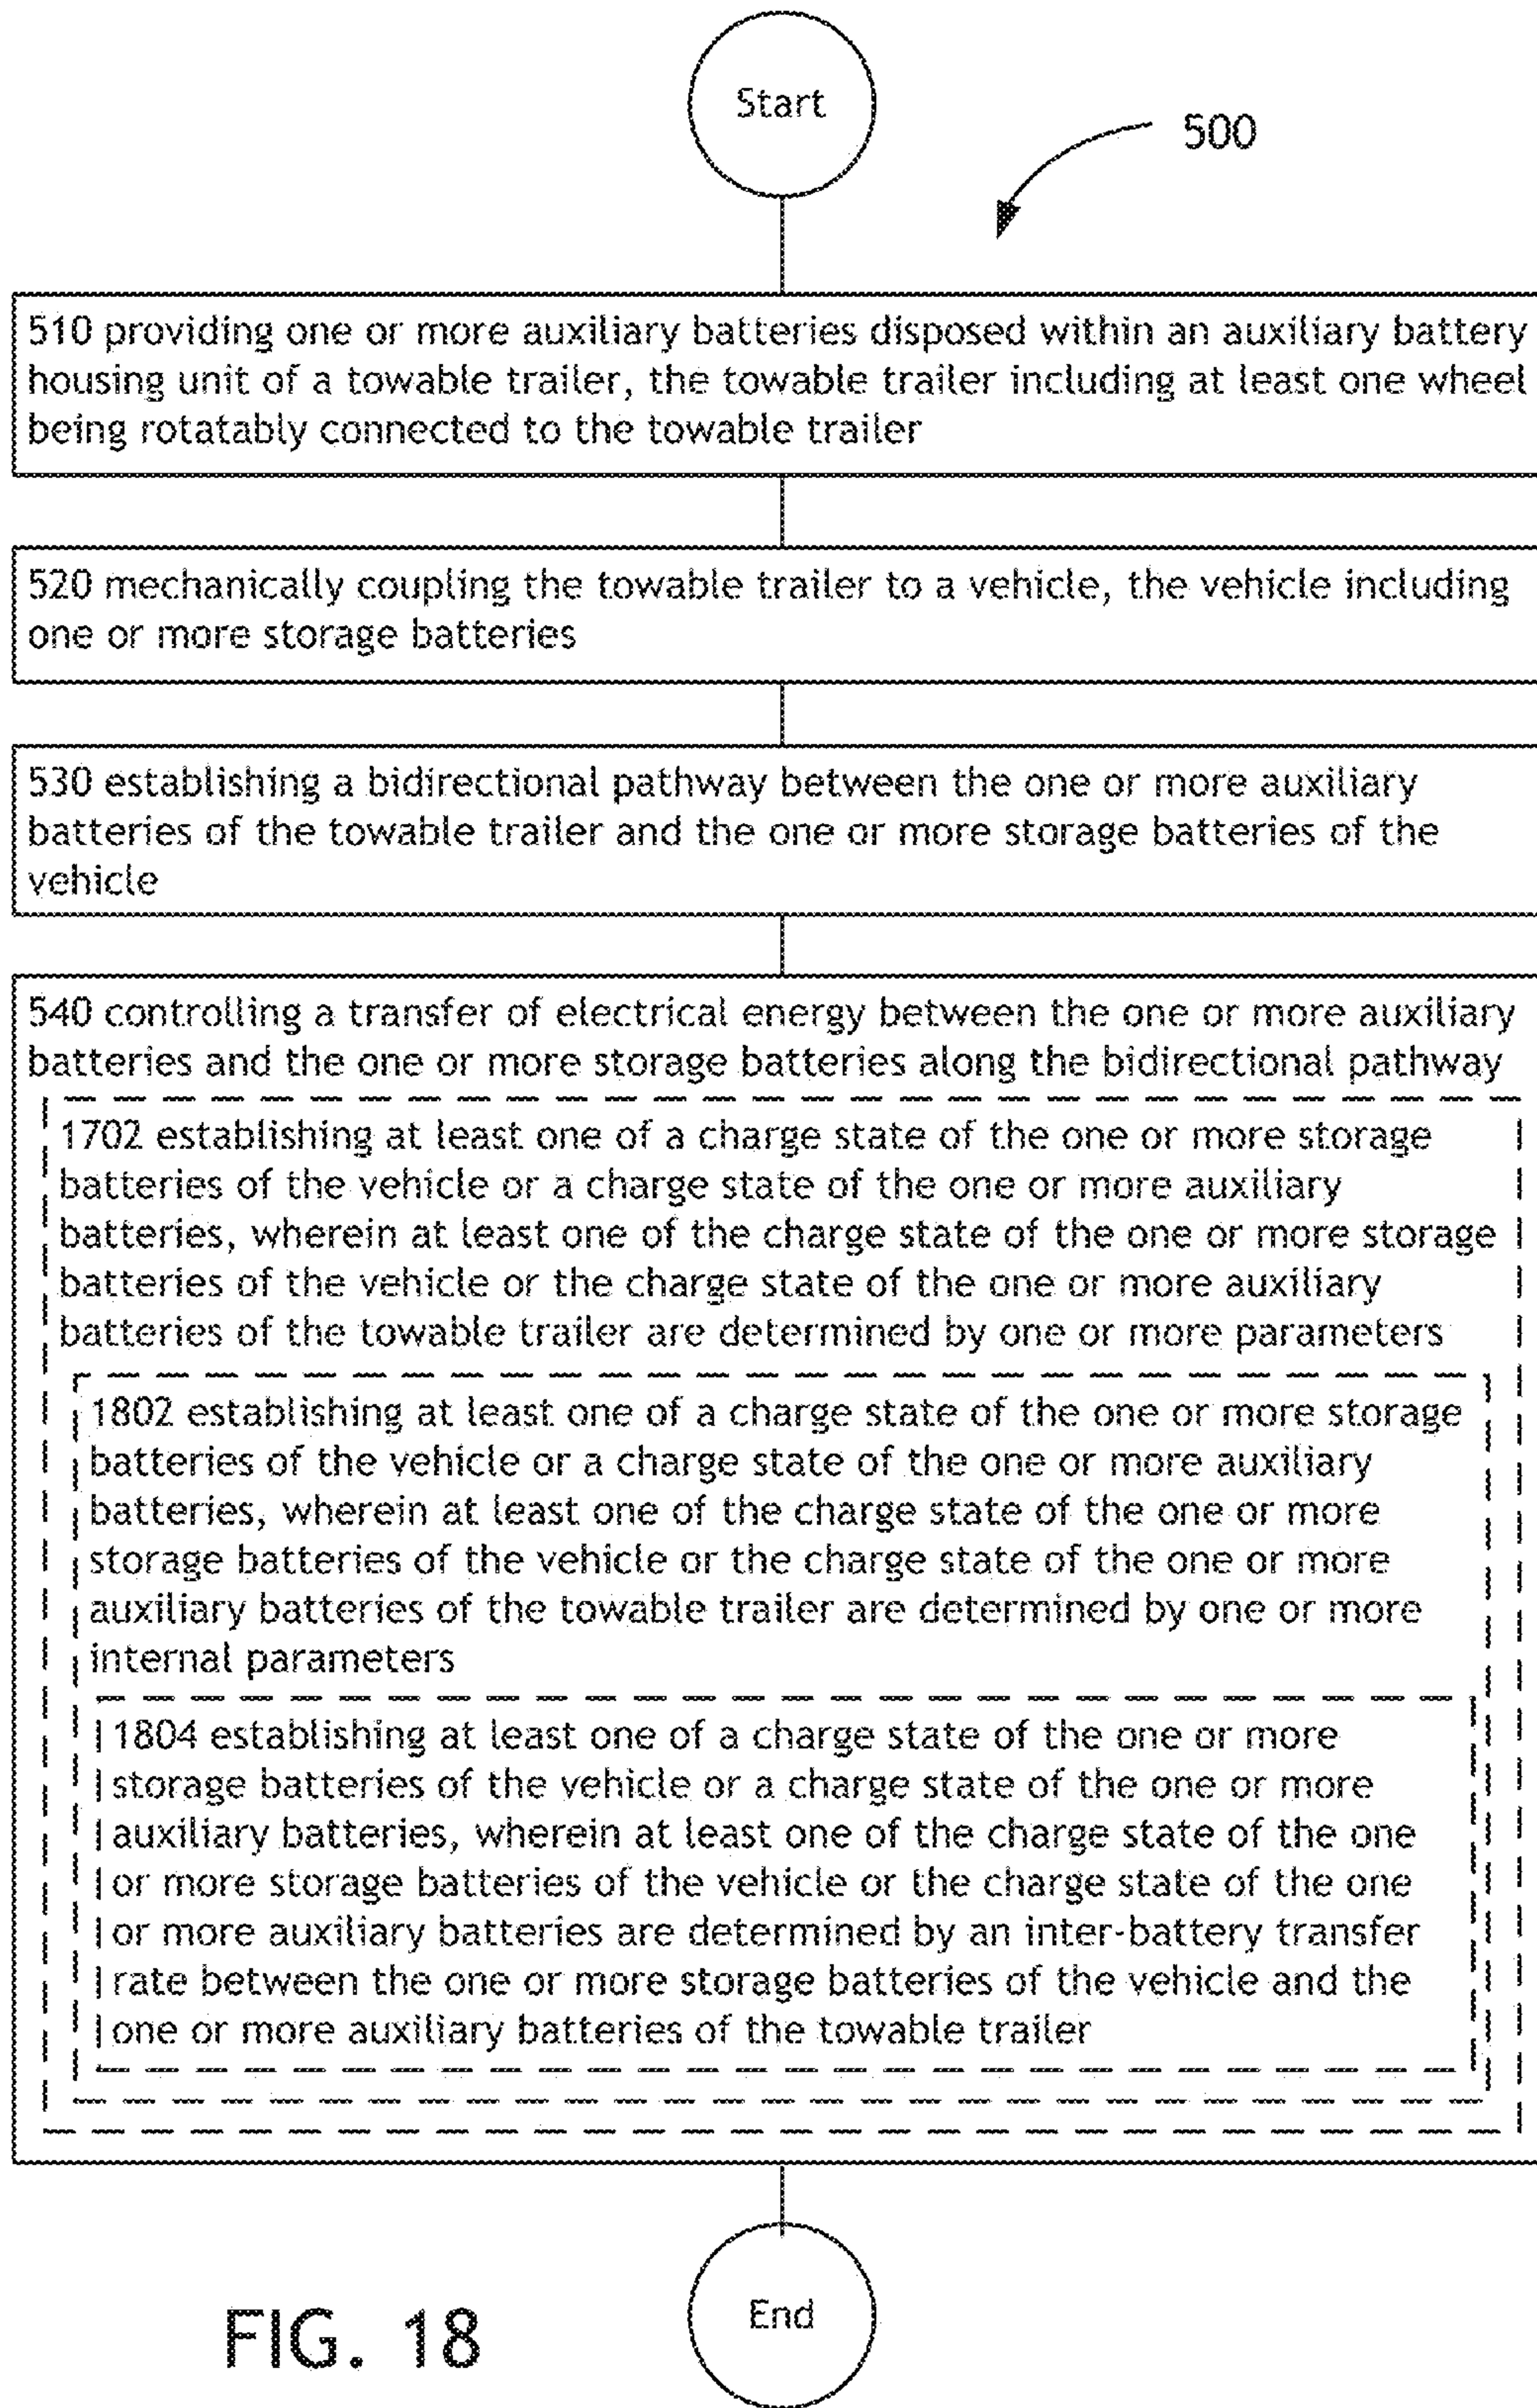 Start
500
510 providing one or more auxiliary batteries disposed within an auxiliary battery
housing unit of a towable trailer, the towable trailer including at least one wheel
being rotatably connected to the towable trailer
520 mechanically coupling the towable trailer to a vehicle, the vehicle including
one or more storage batteries
530 establishing a bidirectional pathway between the one or more auxiliary
batteries of the towable trailer and the one or more storage batteries of the
vehicle
540 controlling a transfer of electrical energy between the one or more auxiliary
batteries and the one or more storage batteries along the bidirectional pathway
1702 establishing at least one of a charge state of the one or more storage
batteries of the vehicle or a charge state of the one or more auxiliary
batteries, wherein at least one of the charge state of the one or more storage
batteries of the vehicle or the charge state of the one or more auxiliary
batteries of the towable trailer are determined by one or more parameters
1802 establishing at least one of a charge state of the one or more storage
batteries of the vehicle or a charge state of the one or more auxiliary
batteries, wherein at least one of the charge state of the one or more
storage batteries of the vehicle or the charge state of the one or more
auxiliary batteries of the towable trailer are determined by one or more
internal parameters
1804 establishing at least one of a charge state of the one or more
storage batteries of the vehicle or a charge state of the one or more
auxiliary batteries, wherein at least one of the charge state of the one
or more storage batteries of the vehicle or the charge state of the one
or more auxiliary batteries are determined by an inter-battery transfer
rate between the one or more storage batteries of the vehicle and the
one or more auxiliary batteries of the towable trailer
End
FIG. 18